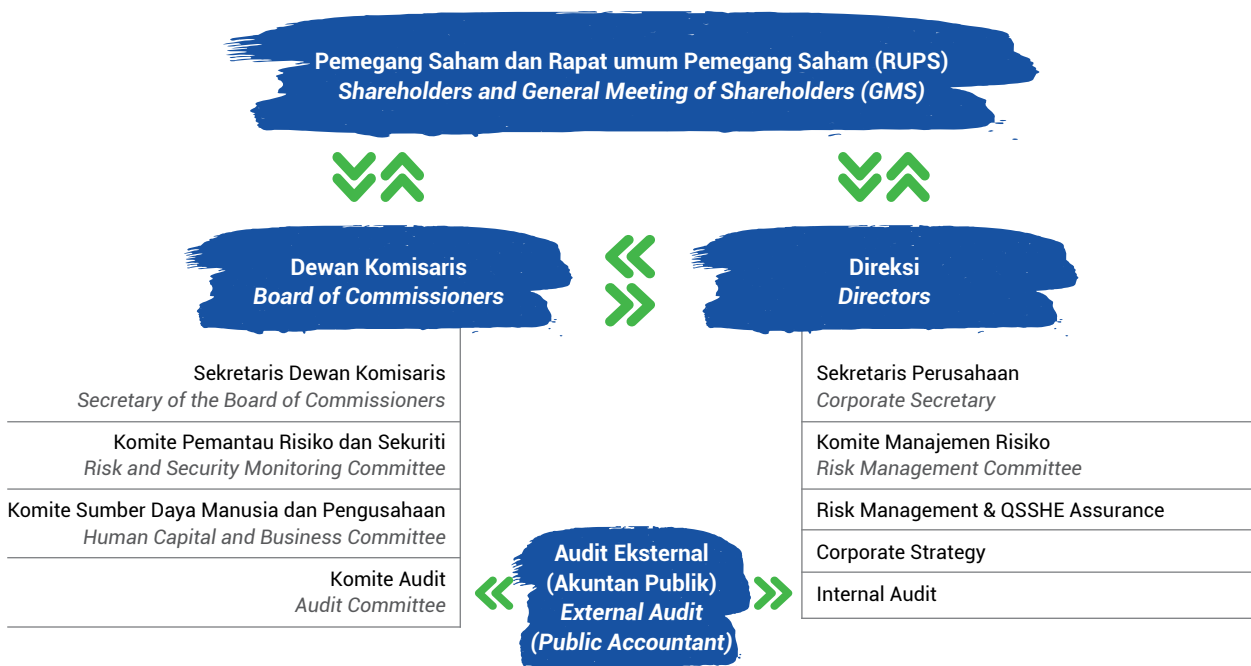 Pemegang Saham dan Rapat umum Pemegang Saham (RUPS)
Shareholders and General Meeting of Shareholders (GMS)
Dewan Komisaris
Board of Commissioners
Direksi
Directors
Sekretaris Dewan Komisaris
Secretary of the Board of Commissioners
Komite Pemantau Risiko dan Sekuriti
Risk and Security Monitoring Committee
Komite Sumber Daya Manusia dan Pengusahaan
Human Capital and Business Committee
Komite Audit
Audit Committee
Audit Eksternal
(Akuntan Publik)
External Audit
(Public Accountant)
Sekretaris Perusahaan
Corporate Secretary
Komite Manajemen Risiko
Risk Management Committee
Risk Management & QSSHE Assurance
Corporate Strategy
Internal Audit